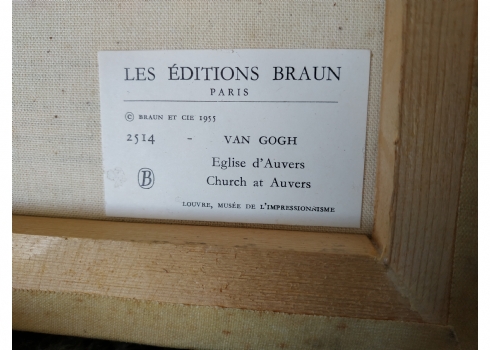 LES ÉDITIONS BRAUN
PARIS
© BRAUN ET CIE 1955
2514 - VAN GOGH
Eglise d'Auvers
Church at Auvers
B
LOUVRE, MUSÉE DE L'IMPRESSIONNISME